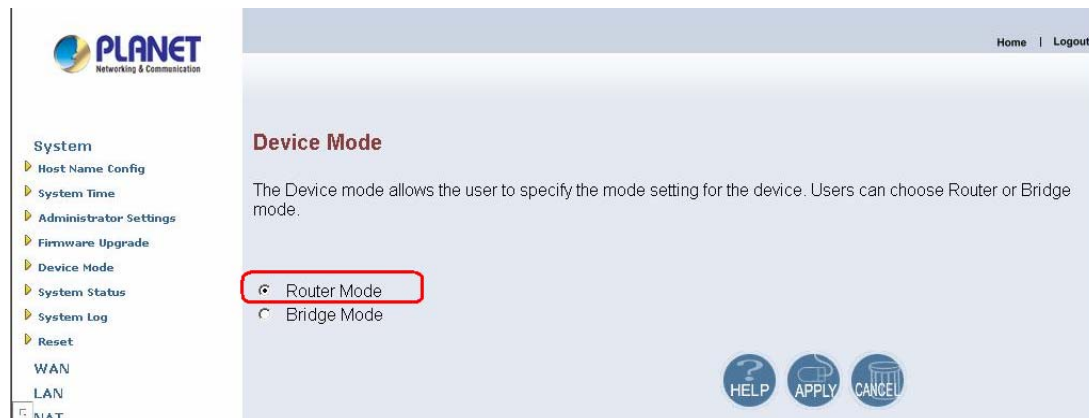 PLANET
Networking & Communication
Home | Logout
System
Host Name Config
System Time
Administrator Settings
Firmware Upgrade
Device Mode
System Status
System Log
Reset
WAN
LAN
NAT
Device Mode
The Device mode allows the user to specify the mode setting for the device. Users can choose Router or Bridge
mode.
Router Mode
Bridge Mode
HELP
APPLY
CANCEL